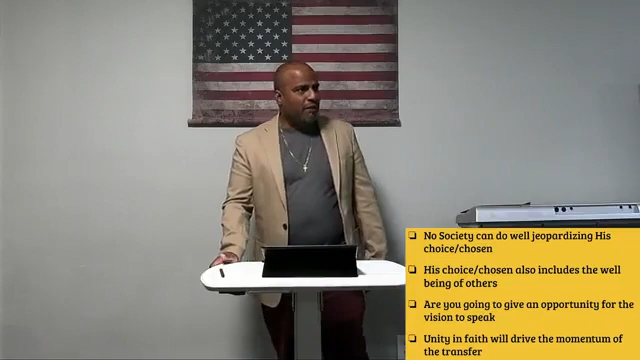 ❑ No Society can do well jeopardizing His
choice/chosen
❑ His choice/chosen also includes the well
being of others
❑ Are you going to give an opportunity for the
vision to speak
❑ Unity in faith will drive the momentum of
the transfer